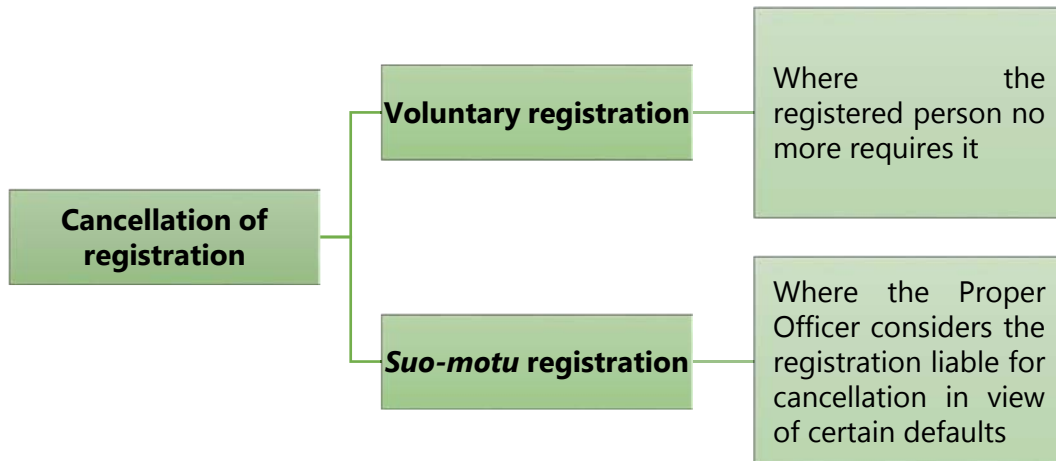 Cancellation of
registration
Voluntary registration
Where the
registered person no
more requires it
Suo-motu registration
Where the Proper
Officer considers the
registration liable for
cancellation in view
of certain defaults